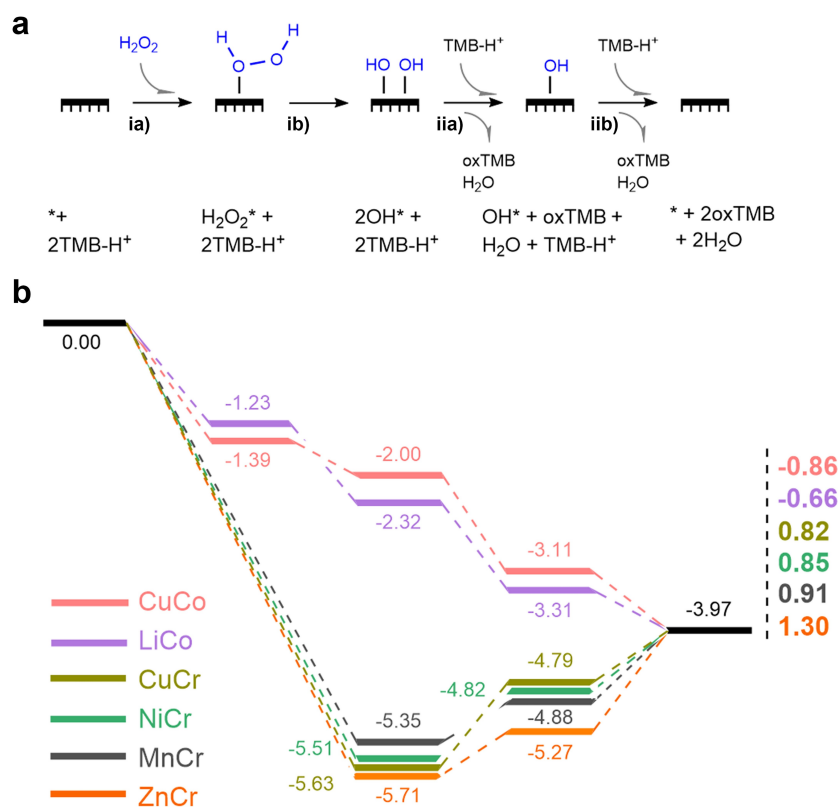 a
H₂O₂
H
H
O
O
HO OH
TMB-H⁺
OH
TMB-H⁺
ia)
ib)
iia)
iib)
oxTMB
H₂O
oxTMB
H₂O
*+
2TMB-H⁺
H₂O₂* +
2TMB-H⁺
2OH* +
2TMB-H⁺
OH* + oxTMB +
H₂O + TMB-H⁺
* + 2oxTMB
+ 2H₂O
b
0.00
-1.23
-1.39
-2.00
-2.32
-3.11
-3.31
-3.97
-4.79
-4.82
-4.88
-5.27
-5.35
-5.51
-5.63
-5.71
-0.86
-0.66
0.82
0.85
0.91
1.30
CuCo
LiCo
CuCr
NiCr
MnCr
ZnCr